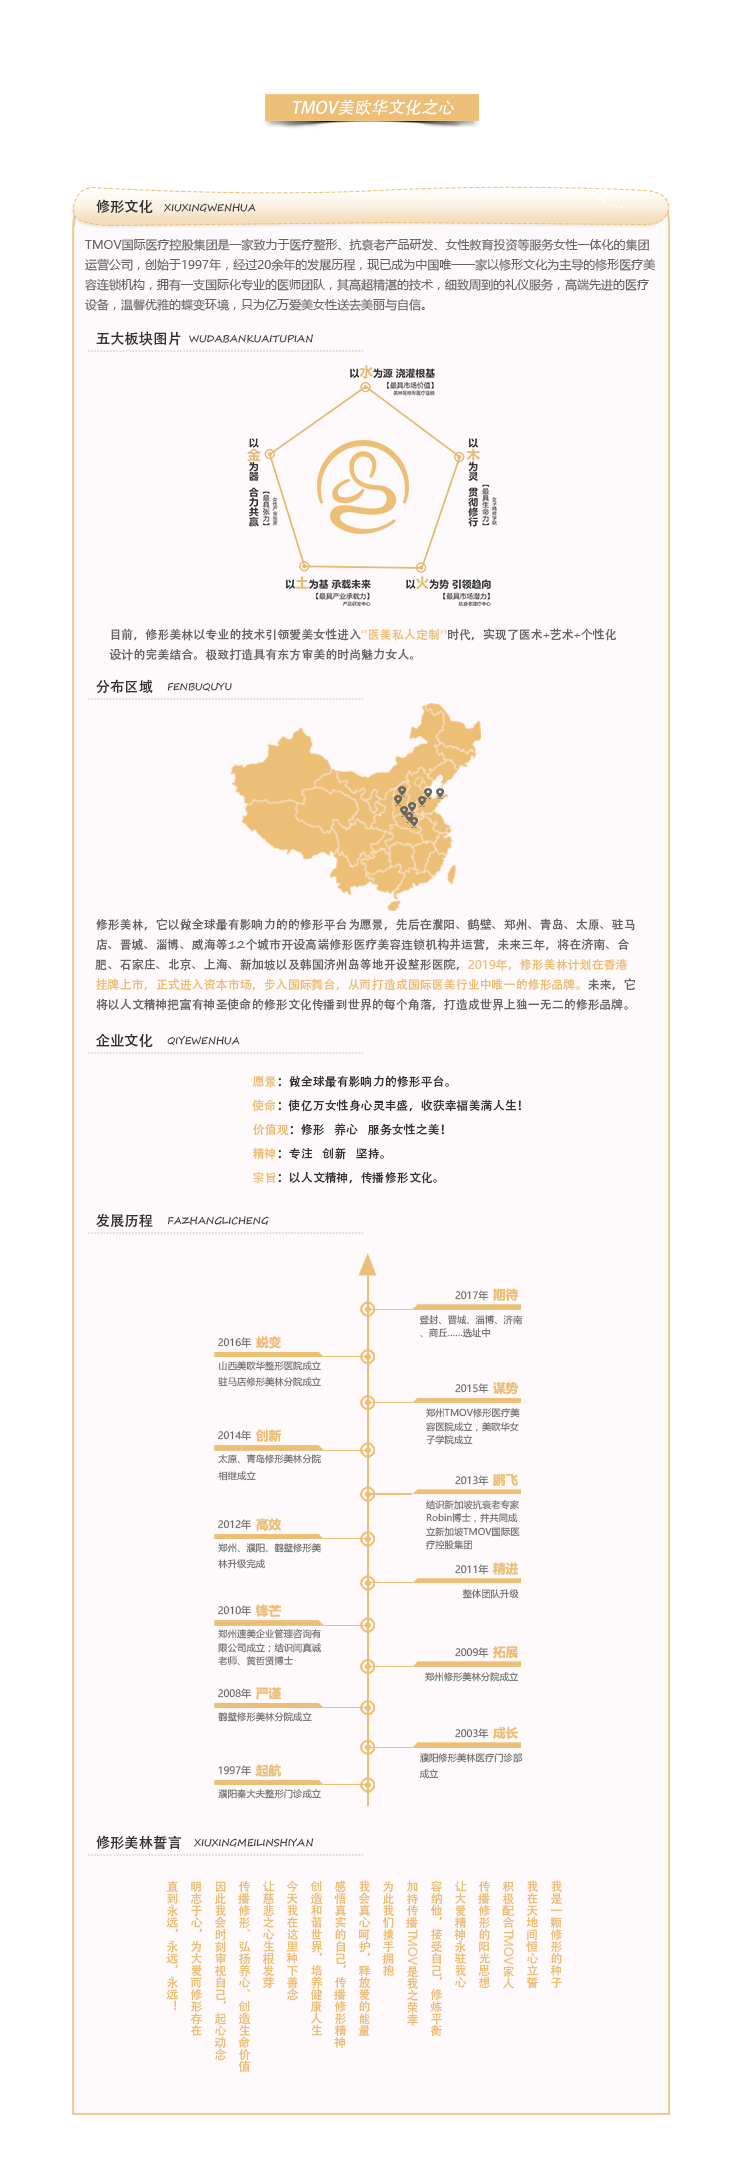 TMOV美欧华文化之心
修形文化 XIUXINGWENHUA
TMOV国际医疗控股集团是一家致力于医疗整形、抗衰老产品研发、女性教育投资等服务女性一体化的集团
运营公司，创始于1997年，经过20余年的发展历程，现已成为中国唯一一家以修形文化为主导的修形医疗美
容连锁机构，拥有一支国际化专业的医师团队，其高超精湛的技术，细致周到的礼仪服务，高端先进的医疗
设备，温馨优雅的蝶变环境，只为亿万爱美女性送去美丽与自信。
五大板块图片 WUDABANKUAITUPIAN
以水为源 浇灌根基
【最具市场价值】
美林苑修形医疗连锁
以金为器 合力共赢
【最具张力】
以木为灵 贯彻修行
【最具生命力】
以土为基 承载未来
【最具产业承载力】
产品研发中心
以火为势 引领趋向
【最具市场潜力】
抗衰老理疗中心
目前，修形美林以专业的技术引领爱美女性进入“医美私人定制”时代，实现了医术+艺术+个性化
设计的完美结合。极致打造具有东方审美的时尚魅力女人。
分布区域 FENBUQUYU
修形美林，它以做全球最有影响力的的修形平台为愿景，先后在濮阳、鹤壁、郑州、青岛、太原、驻马
店、晋城、淄博、威海等12个城市开设高端修形医疗美容连锁机构并运营，未来三年，将在济南、合
肥、石家庄、北京、上海、新加坡以及韩国济州岛等地开设整形医院，2019年，修形美林计划在香港
挂牌上市，正式进入资本市场，步入国际舞台，从而打造成国际医美行业中唯一的修形品牌。未来，它
将以人文精神把富有神圣使命的修形文化传播到世界的每个角落，打造成世界上独一无二的修形品牌。
企业文化 QIYEWENHUA
愿景：做全球最有影响力的修形平台。
使命：使亿万女性身心灵丰盛，收获幸福美满人生！
价值观：修形 养心 服务女性之美！
精神：专注 创新 坚持。
宗旨：以人文精神，传播修形文化。
发展历程 FAZHANGLICHENG
2017年 期待
登封、晋城、淄博、济南
、商丘......选址中
2016年 蜕变
山西美欧华整形医院成立
驻马店修形美林分院成立
2015年 谋势
郑州TMOV修形医疗美
容医院成立，美欧华女
子学院成立
2014年 创新
太原、青岛修形美林分院
相继成立
2013年 鹏飞
结识新加坡抗衰老专家
Robin博士，并共同成
立新加坡TMOV国际医
疗控股集团
2012年 高效
郑州、濮阳、鹤壁修形美
林升级完成
2011年 精进
整体团队升级
2010年 锋芒
郑州速美企业管理咨询有
限公司成立；结识闫真诚
老师、黄哲贤博士
2009年 拓展
郑州修形美林分院成立
2008年 严谨
鹤壁修形美林分院成立
2003年 成长
濮阳修形美林医疗门诊部
成立
1997年 起航
濮阳秦大夫整形门诊成立
修形美林誓言 XIUXINGMEILINSHIYAN
我是一颗修形的种子
我在天地间恒心立誓
积极配合TMOV家人
传播修形的阳光思想
让大爱精神永驻我心
容纳他，接受自己，修炼平衡
加持传播TMOV是我之荣幸
为此我们携手拥抱
我会真心呵护，释放爱的能量
感悟真实的自己，传播修形精神
创造和谐世界，培养健康人生
今天我在这里种下善念
让慈悲之心生根发芽
传播修形、弘扬养心、创造生命价值
因此我会时刻审视自己，起心动念
明志于心，为大爱而修形存在
直到永远，永远，永远！